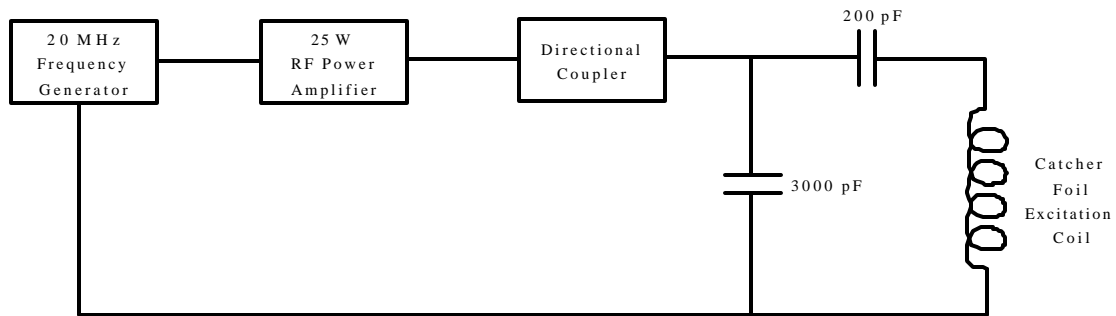 20 MHz
Frequency
Generator
25 W
RF Power
Amplifier
Directional
Coupler
200 pF
3000 pF
Catcher
Foil
Excitation
Coil